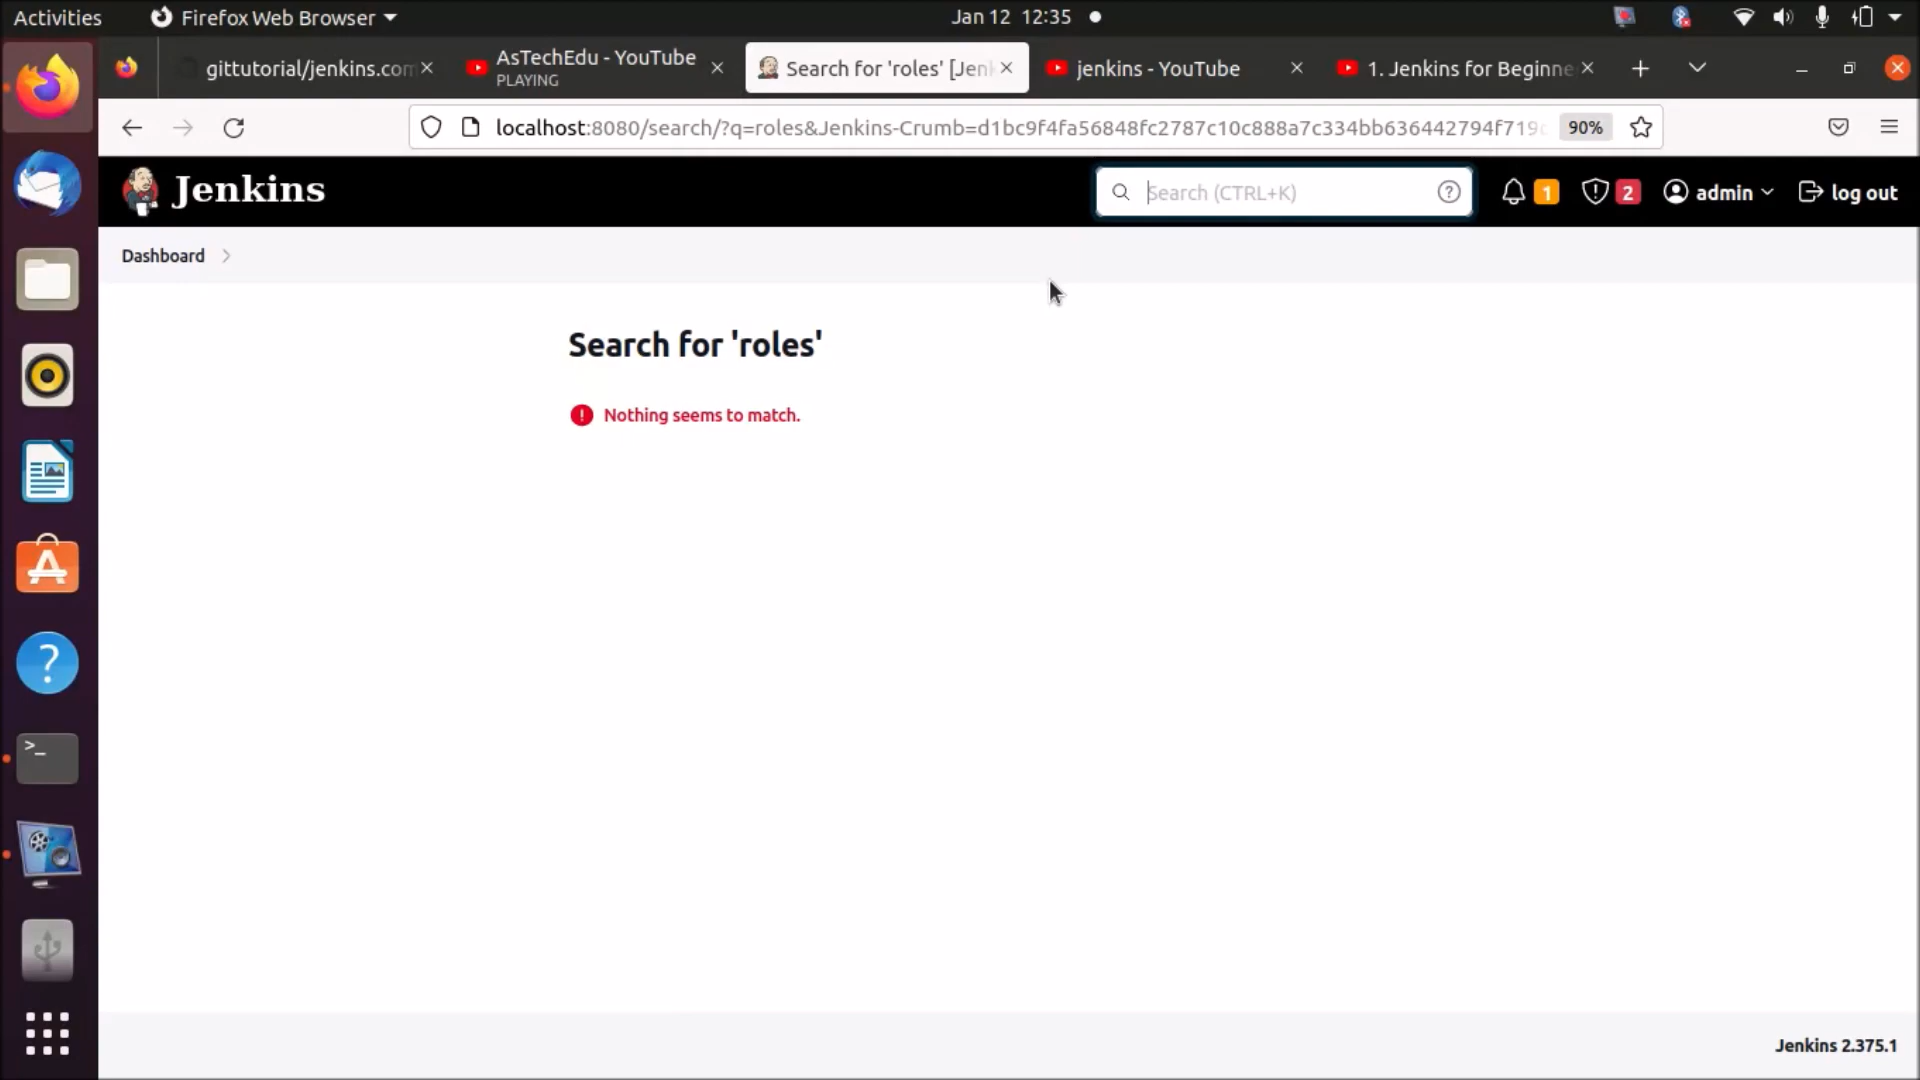 Activities
Firefox Web Browser
Jan 12 12:35
gittutorial/jenkins.com
AsTechEdu - YouTube
PLAYING
Search for 'roles' [Jenk
jenkins - YouTube
1. Jenkins for Beginne
localhost:8080/search/?q=roles&Jenkins-Crumb=d1bc9f4fa56848fc2787c10c888a7c334bb636442794f719c
90%
Jenkins
Search (CTRL+K)
1
2
admin
log out
Dashboard
Search for 'roles'
Nothing seems to match.
Jenkins 2.375.1